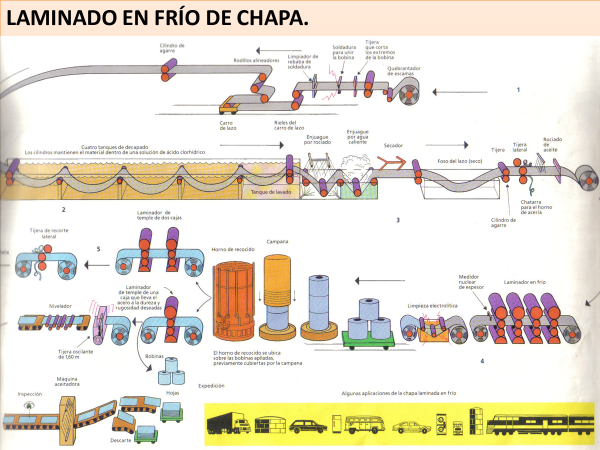 LAMINADO EN FRÍO DE CHAPA.
Cilindro de
agarre
Rodillos alineadores
Limpiador de
rebaba de
soldadura
Soldadura
para unir
la bobina
Tijera
que corta
los extremos
de la bobina
Quebrantador
de escamas
1
Carro
de lazo
Rieles del
carro de lazo
Cuatro tanques de decapado
Los cilindros mantienen el material dentro de una solución de ácido clorhídrico
Enjuague
por rociado
Enjuague
por agua
caliente
Secador
Foso del lazo (seco)
Tijera
Tijera
lateral
Rociado
de
aceite
Tanque de lavado
Chatarra
para el horno
de acería
2
3
Cilindro de
agarre
Laminador de
temple de dos cajas
Tijera de recorte
lateral
5
Horno de recocido
Campana
Medidor
nuclear
de espesor
Laminador en frío
Laminador
de temple de una
caja que lleva el
acero a la dureza y
rugosidad deseadas
Limpieza electrolítica
Nivelador
4
Tijera oscilante
de 1,60 m
Bobinas
El horno de recocido se ubica
sobre las bobinas apiladas,
previamente cubiertas por la campana
Máquina
aceitadora
Expedición
Inspección
Hojas
Algunas aplicaciones de la chapa laminada en frío
Descarte